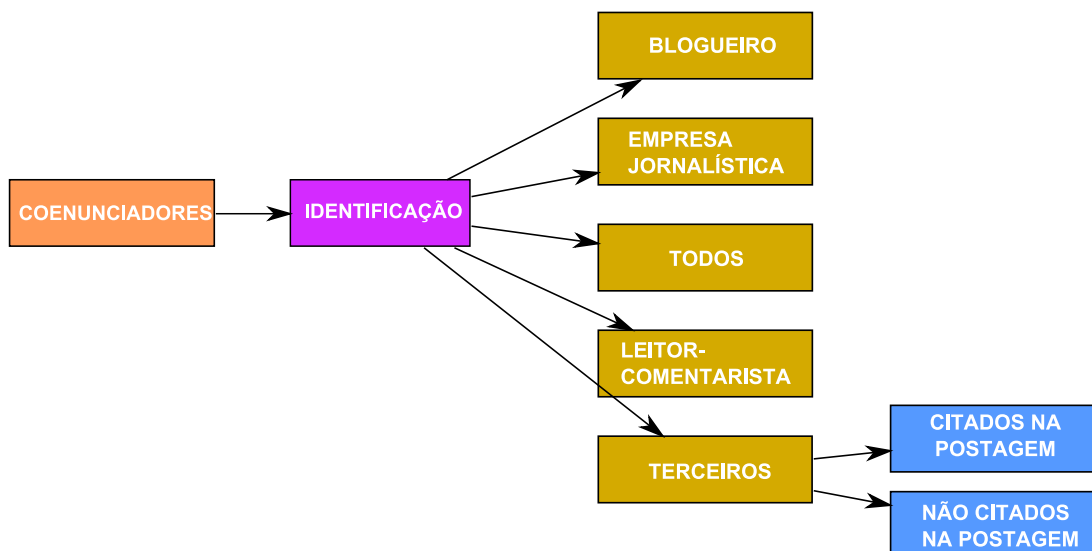 BLOGUEIRO
EMPRESA
JORNALÍSTICA
COENUNCIADORES
IDENTIFICAÇÃO
TODOS
LEITOR-
COMENTARISTA
TERCEIROS
CITADOS NA
POSTAGEM
NÃO CITADOS
NA POSTAGEM